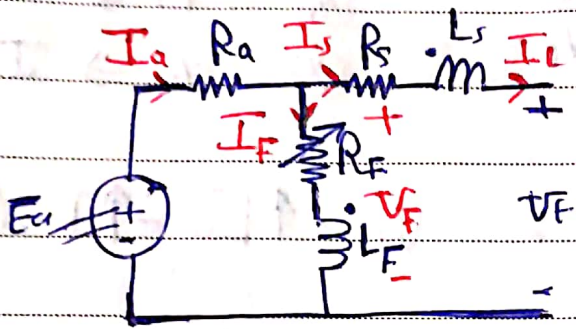 Ia Ra Is Rs Ls IL
+ +
IF RF
Ea + - VF VF
LF
- -